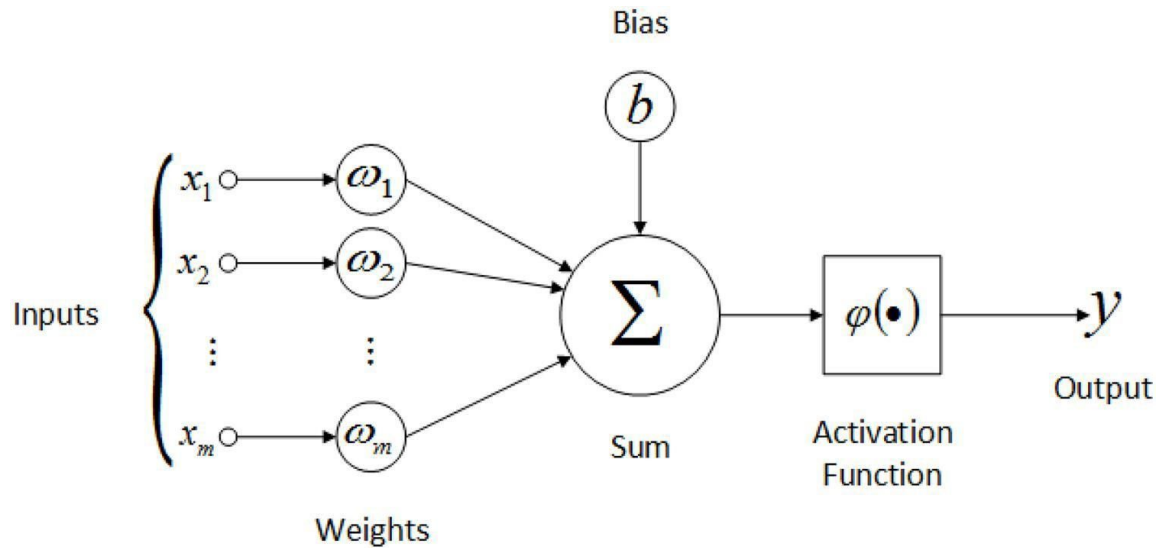 Bias
b
x₁
ω₁
x₂
ω₂
Inputs
⋮
⋮
Σ
φ(•)
y
Output
xₘ
ωₘ
Sum
Activation
Function
Weights